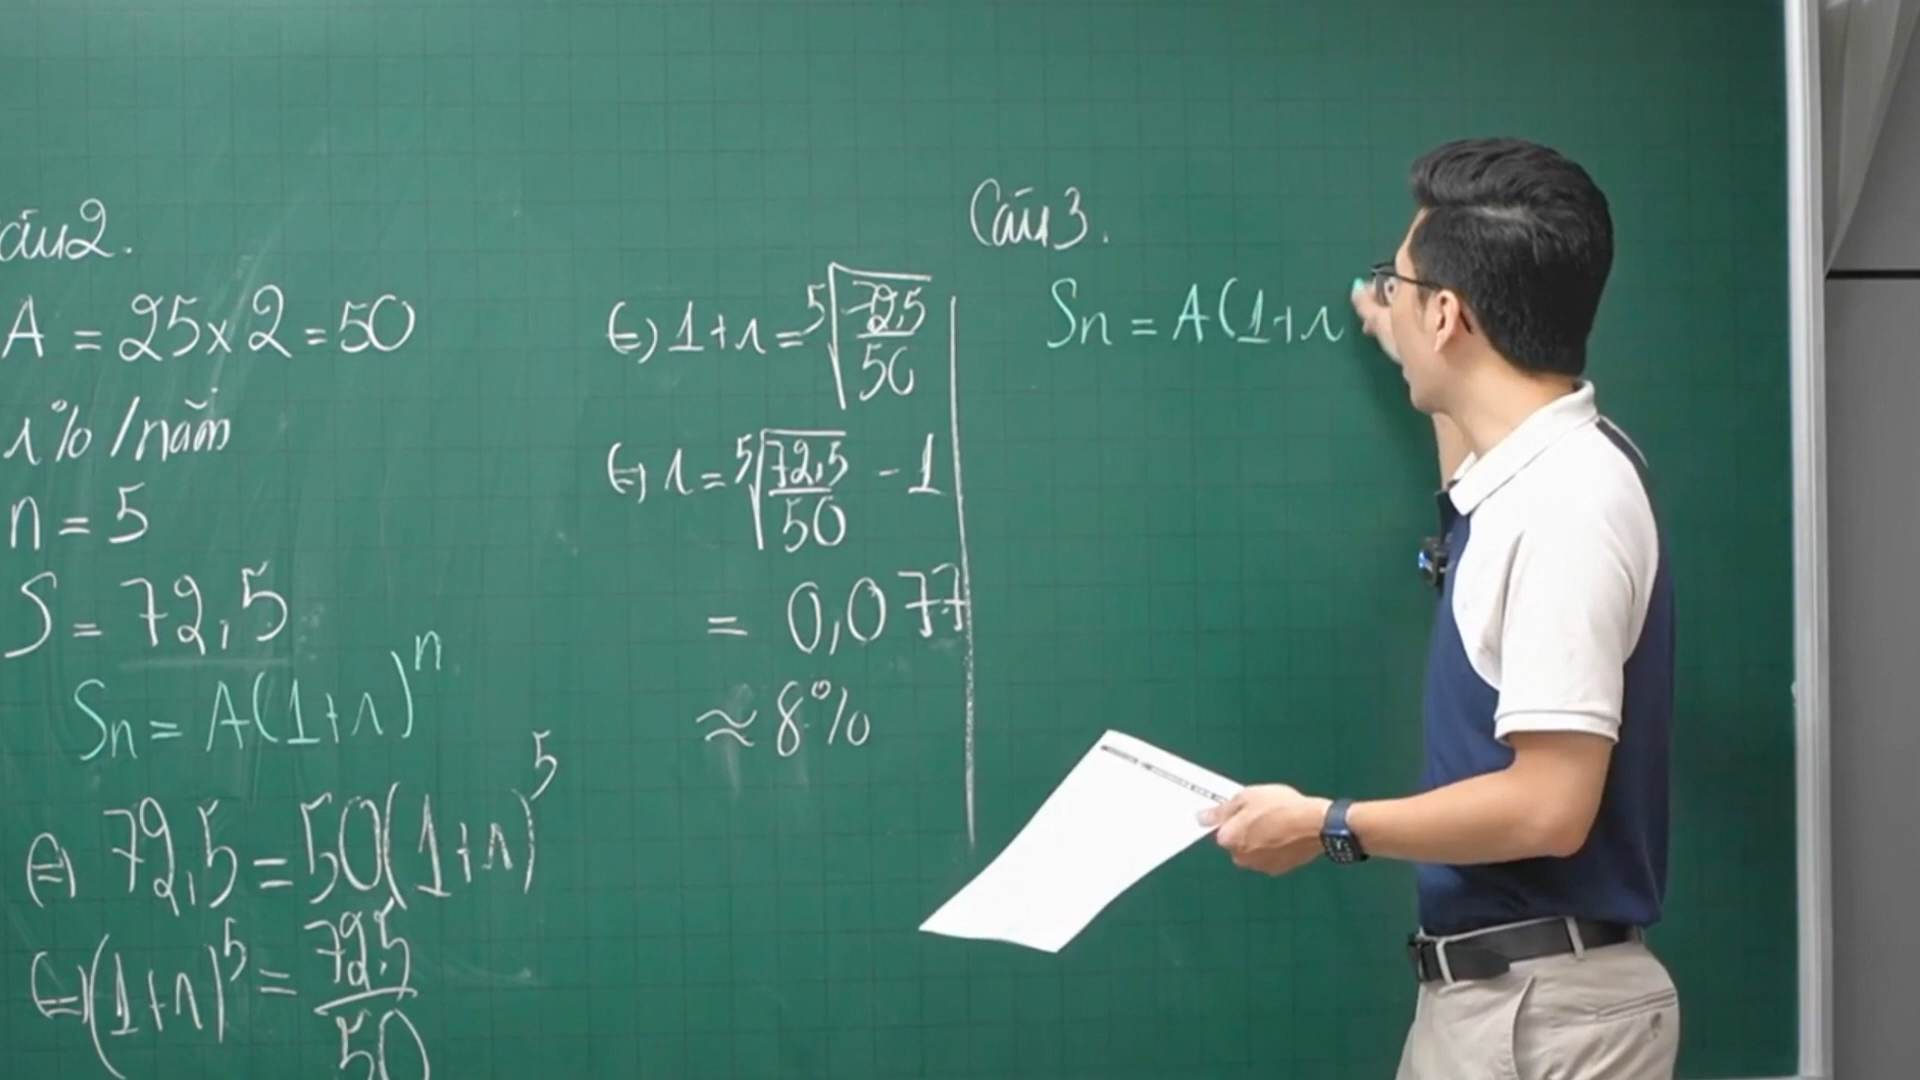 âu 2.
A = 25 x 2 = 50
r% /năm
n = 5
S = 72,5
Sn = A(1+r)^n
⇔ 72,5 = 50(1+r)^5
⇔ (1+r)^5 = 72,5/50
⇔ 1+r = ⁵√(72,5/50)
⇔ r = ⁵√(72,5/50) - 1
= 0,077
≈ 8%
Câu 3.
Sn = A(1+r